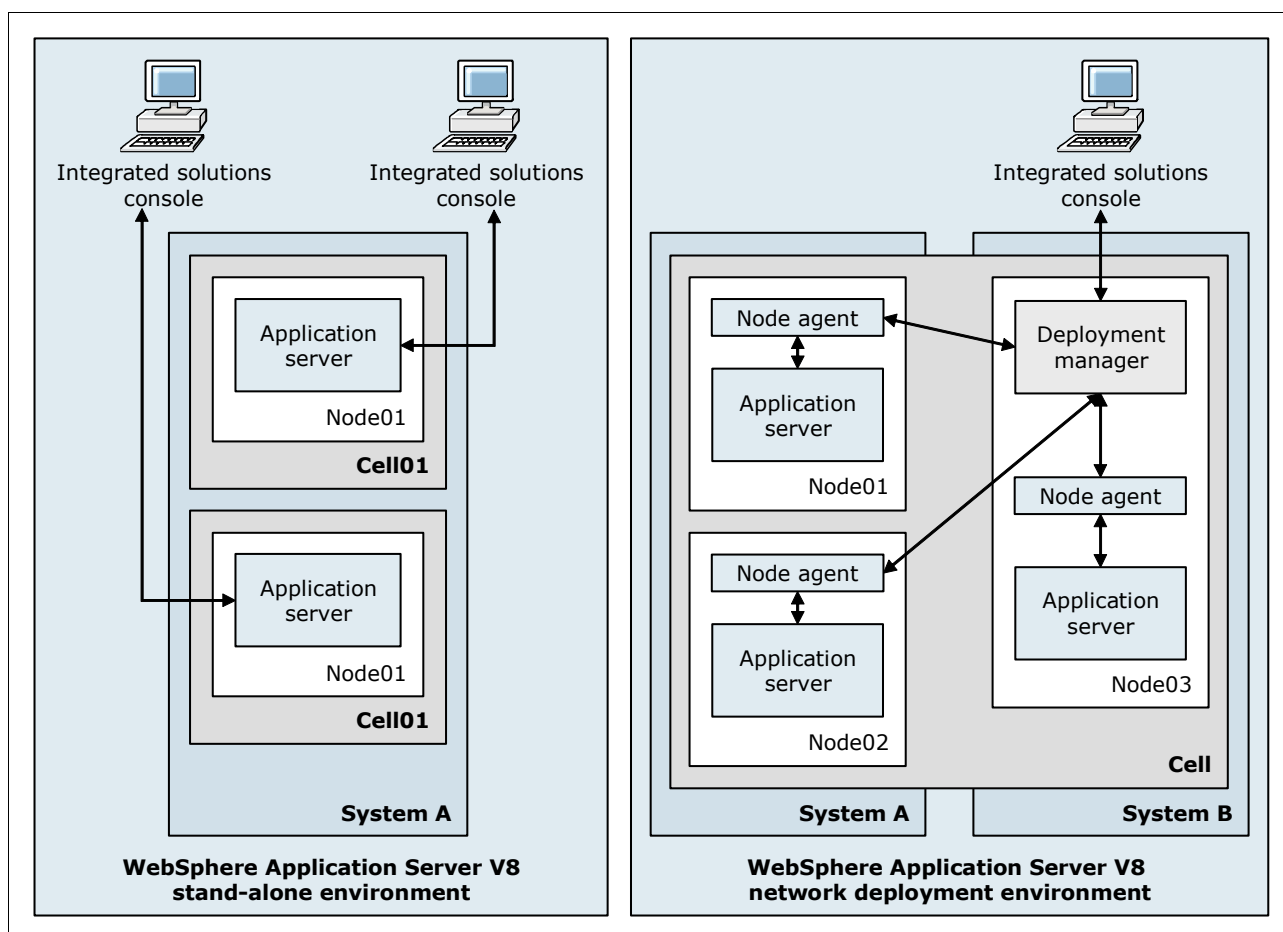 Integrated solutions
console
Integrated solutions
console
Application
server
Node01
Cell01
Application
server
Node01
Cell01
System A
WebSphere Application Server V8
stand-alone environment
Integrated solutions
console
Node agent
Application
server
Node01
Node agent
Application
server
Node02
Deployment
manager
Node agent
Application
server
Node03
Cell
System A
System B
WebSphere Application Server V8
network deployment environment